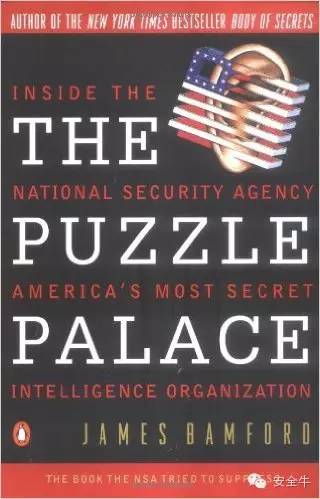 AUTHOR OF THE NEW YORK TIMES BESTSELLER BODY OF SECRETS
INSIDE THE
THE
NATIONAL SECURITY AGENCY
PUZZLE
AMERICA'S MOST SECRET
PALACE
INTELLIGENCE ORGANIZATION
JAMES BAMFORD
THE BOOK THE NSA TRIED TO SUPPRESS
安全牛